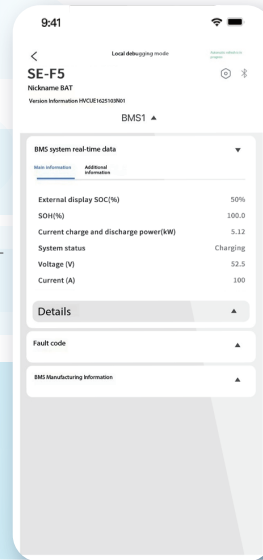 9:41
Local debugging mode
SE-F5
Nickname BAT
Version Information HVCUE1625103N01
BMS1
BMS system real-time data
Main information
Additional
information
External display SOC(%) 50%
SOH(%) 100.0
Current charge and discharge power(kW) 5.12
System status Charging
Voltage (V) 52.5
Current (A) 100
Details
Fault code
BMS Manufacturing Information